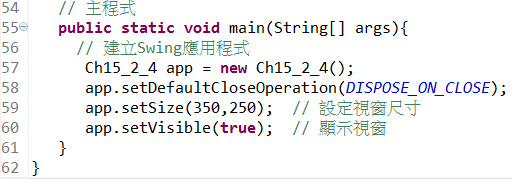 54 // 主程式
55 public static void main(String[] args){
56 // 建立Swing應用程式
57 Ch15_2_4 app = new Ch15_2_4();
58 app.setDefaultCloseOperation(DISPOSE_ON_CLOSE);
59 app.setSize(350,250); // 設定視窗尺寸
60 app.setVisible(true); // 顯示視窗
61 }
62 }